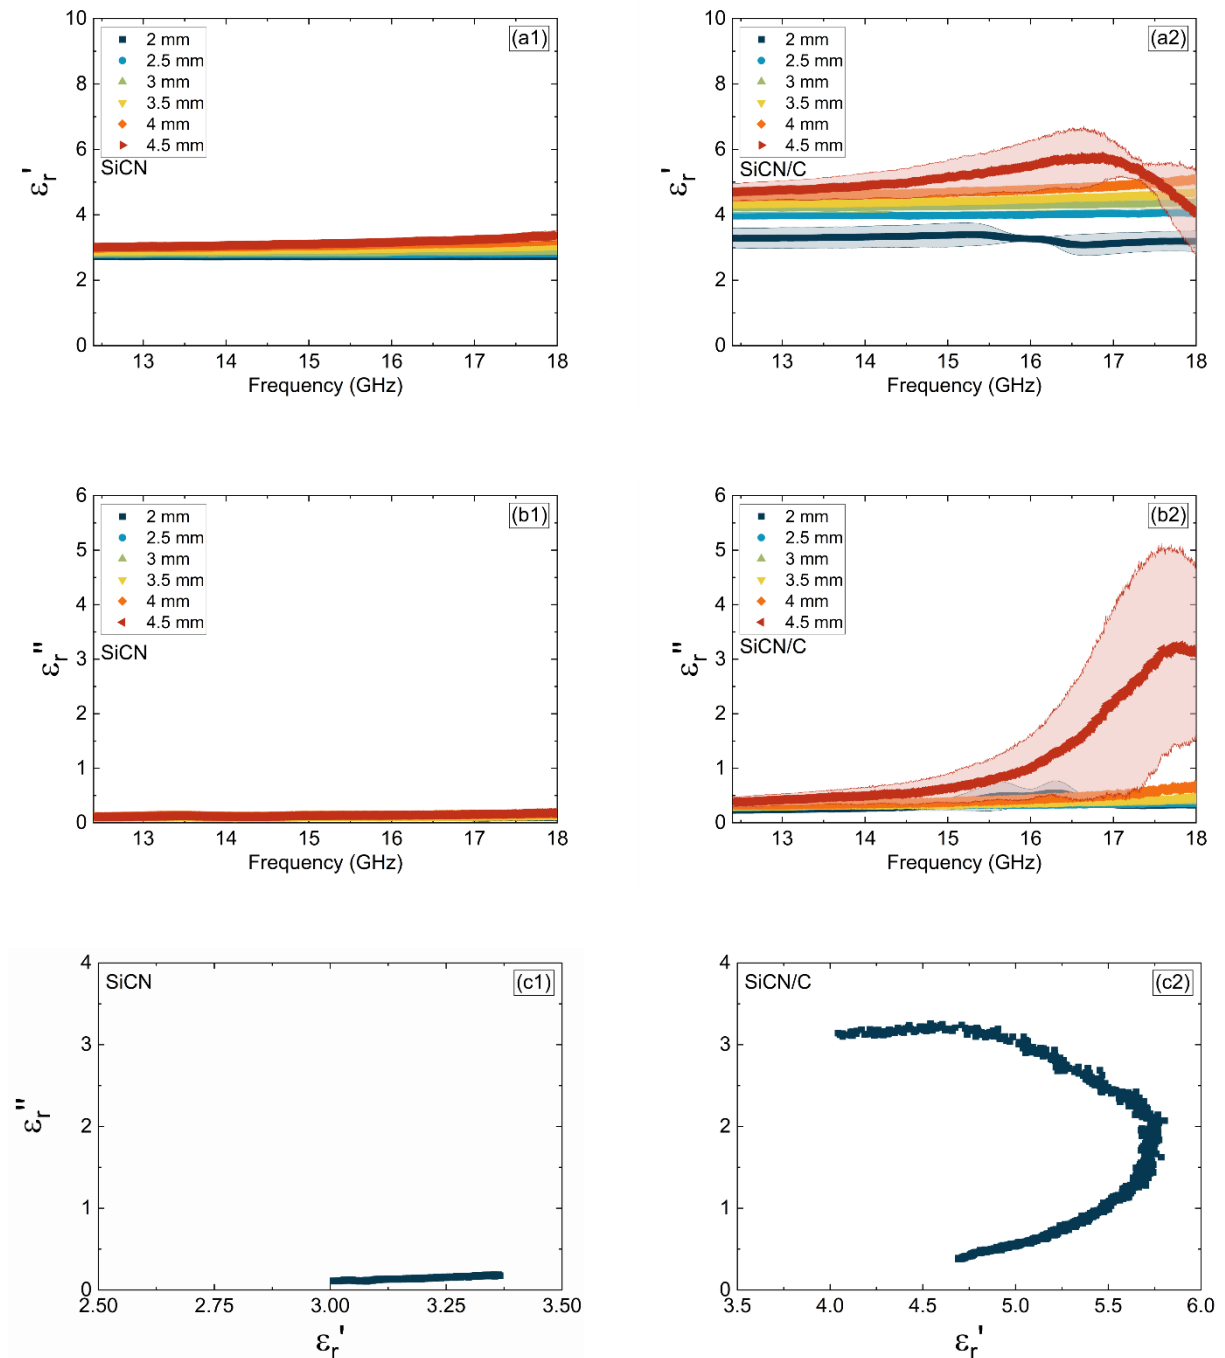 (a1)
10
8
6
4
2
0
εr'
2 mm
2.5 mm
3 mm
3.5 mm
4 mm
4.5 mm
SiCN
13 14 15 16 17 18
Frequency (GHz)
(a2)
10
8
6
4
2
0
εr'
2 mm
2.5 mm
3 mm
3.5 mm
4 mm
4.5 mm
SiCN/C
13 14 15 16 17 18
Frequency (GHz)
(b1)
6
5
4
3
2
1
0
εr''
2 mm
2.5 mm
3 mm
3.5 mm
4 mm
4.5 mm
SiCN
13 14 15 16 17 18
Frequency (GHz)
(b2)
6
5
4
3
2
1
0
εr''
2 mm
2.5 mm
3 mm
3.5 mm
4 mm
4.5 mm
SiCN/C
13 14 15 16 17 18
Frequency (GHz)
SiCN (c1)
4
3
2
1
0
εr''
2.50 2.75 3.00 3.25 3.50
εr'
SiCN/C (c2)
4
3
2
1
0
εr''
3.5 4.0 4.5 5.0 5.5 6.0
εr'